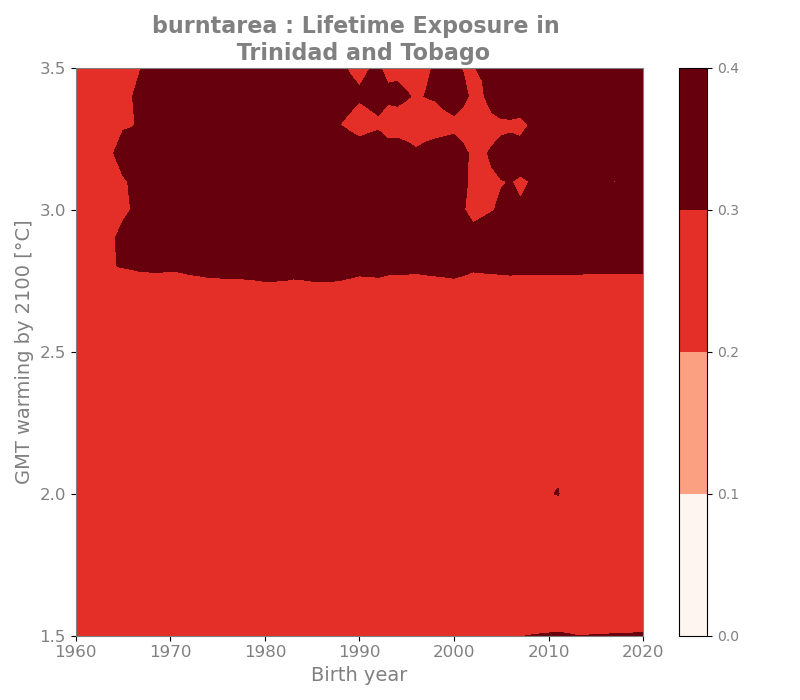 burntarea : Lifetime Exposure in
Trinidad and Tobago
3.5
3.0
2.5
2.0
1.5
GMT warming by 2100 [°C]
1960 1970 1980 1990 2000 2010 2020
Birth year
0.4
0.3
0.2
0.1
0.0